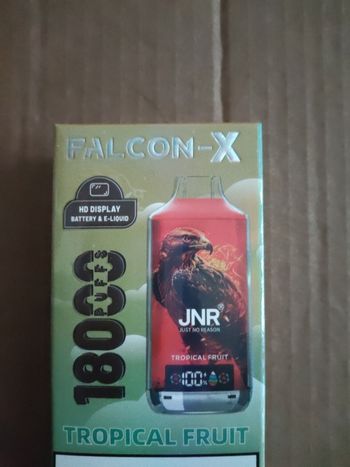 FALCON-X
HD DISPLAY
BATTERY & E-LIQUID
18000
PUFFS
JNR®
JUST NO REASON
TROPICAL FRUIT
100%
TROPICAL FRUIT